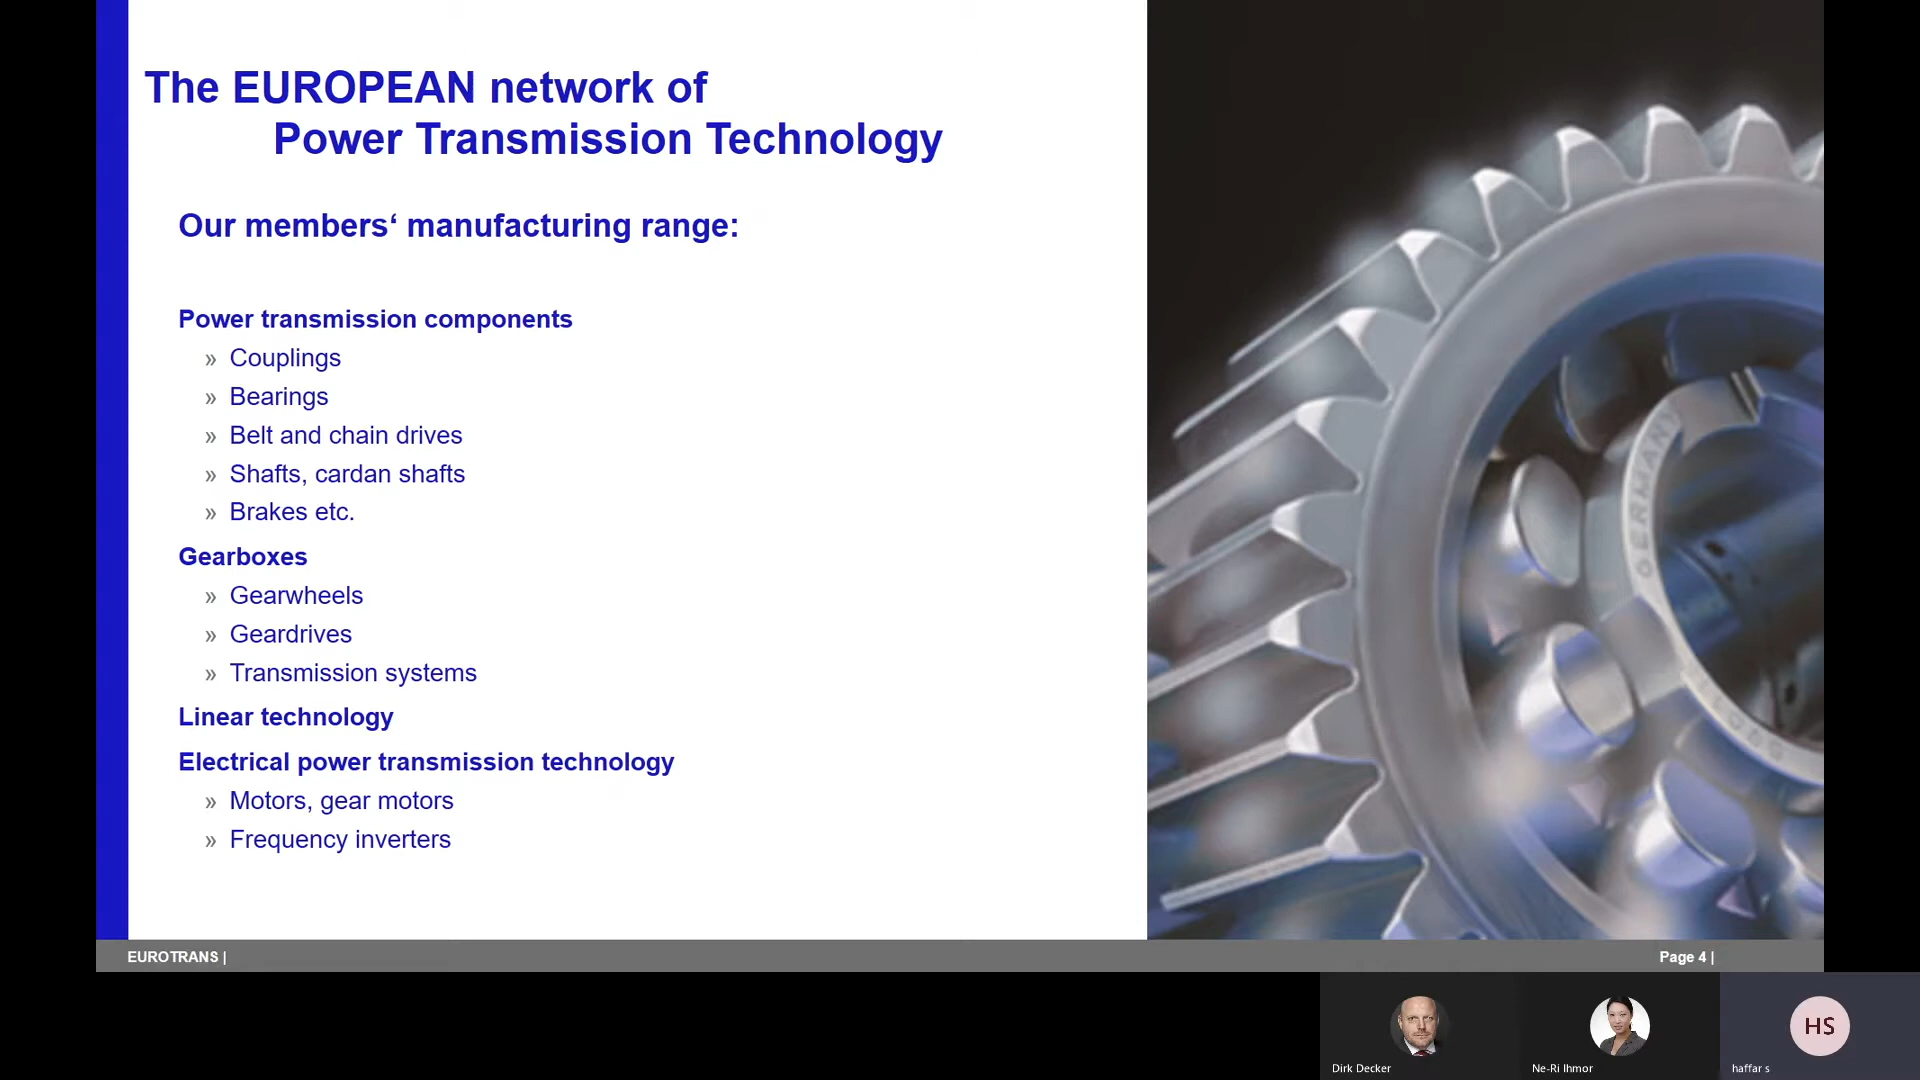 The EUROPEAN network of
Power Transmission Technology
Our members‘ manufacturing range:
Power transmission components
» Couplings
» Bearings
» Belt and chain drives
» Shafts, cardan shafts
» Brakes etc.
Gearboxes
» Gearwheels
» Geardrives
» Transmission systems
Linear technology
Electrical power transmission technology
» Motors, gear motors
» Frequency inverters
GERMANY
EUROTRANS |
Page 4 |
HS
Dirk Decker
Ne-Ri Ihmor
haffar s